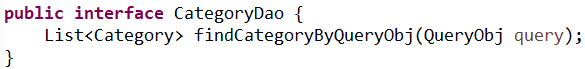 public interface CategoryDao {
    List<Category> findCategoryByQueryObj(QueryObj query);
}